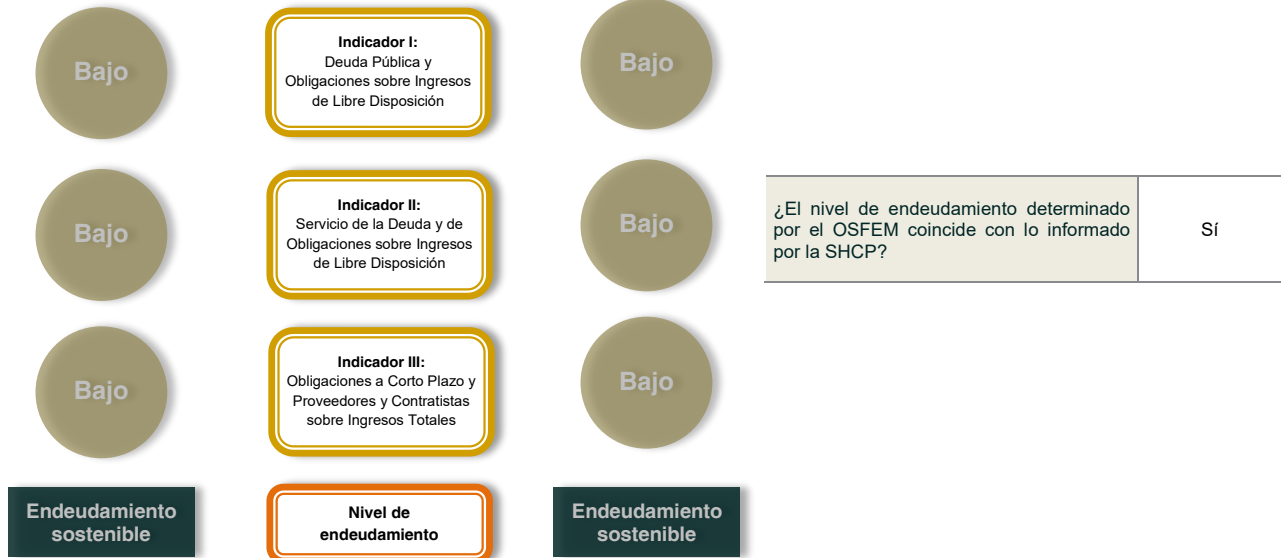 Bajo
Indicador I:
Deuda Pública y
Obligaciones sobre Ingresos
de Libre Disposición
Bajo
Bajo
Indicador II:
Servicio de la Deuda y de
Obligaciones sobre Ingresos
de Libre Disposición
Bajo
¿El nivel de endeudamiento determinado
por el OSFEM coincide con lo informado
por la SHCP?
Sí
Bajo
Indicador III:
Obligaciones a Corto Plazo y
Proveedores y Contratistas
sobre Ingresos Totales
Bajo
Endeudamiento
sostenible
Nivel de
endeudamiento
Endeudamiento
sostenible